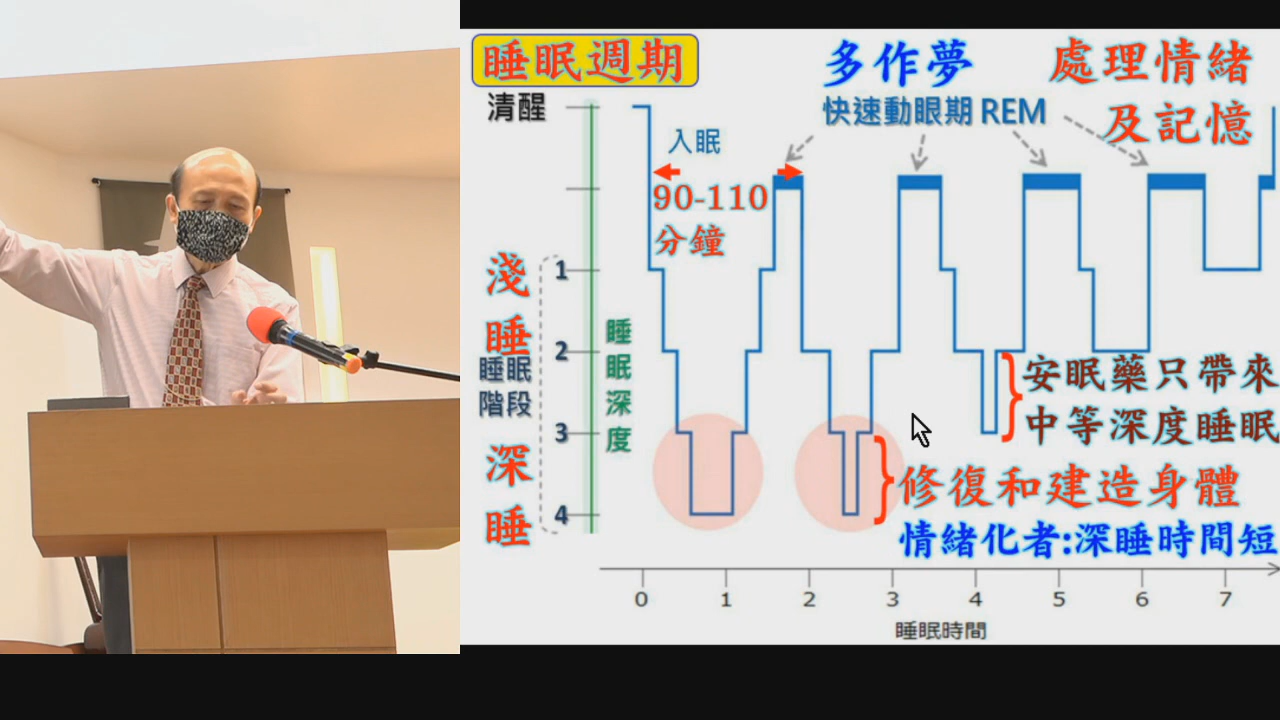 睡眠週期
多作夢
處理情緒
及記憶
清醒
快速動眼期 REM
入眠
90-110
分鐘
淺
睡
睡眠
階段
深
睡
1
2
3
4
睡
眠
深
度
安眠藥只帶來
中等深度睡眠
修復和建造身體
情緒化者:深睡時間短
0 1 2 3 4 5 6 7
睡眠時間